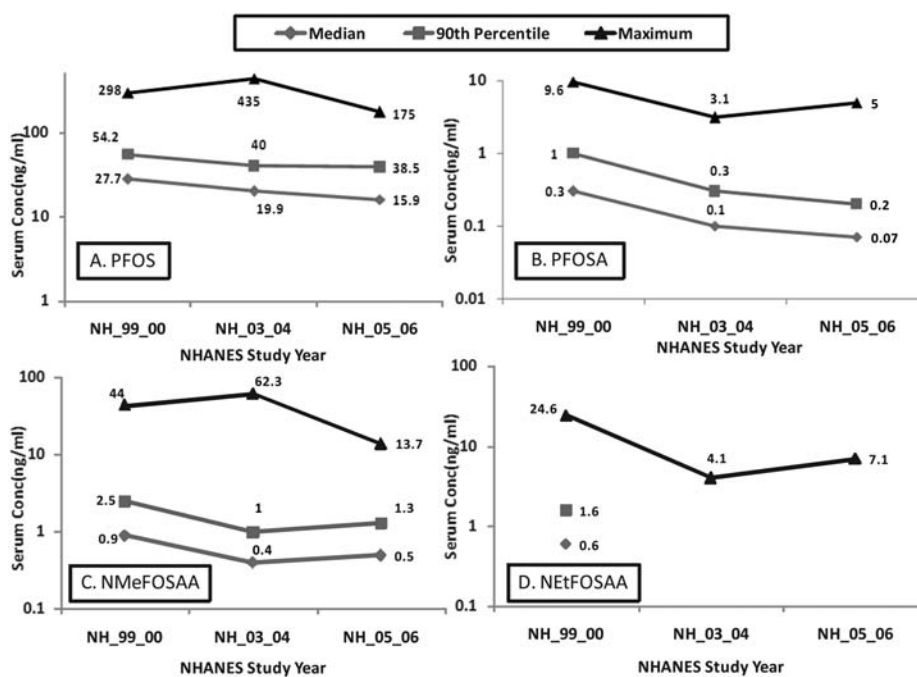 Median 90th Percentile Maximum
Serum Conc(ng/ml)
100
10
1
298
435
175
54.2
40
38.5
27.7
19.9
15.9
A. PFOS
NH_99_00 NH_03_04 NH_05_06
NHANES Study Year
Serum Conc(ng/ml)
10
1
0.1
0.01
9.6
3.1
5
1
0.3
0.2
0.3
0.1
0.07
B. PFOSA
NH_99_00 NH_03_04 NH_05_06
NHANES Study Year
Serum Conc(ng/ml)
100
10
1
0.1
44
62.3
13.7
2.5
1
1.3
0.9
0.4
0.5
C. NMeFOSAA
NH_99_00 NH_03_04 NH_05_06
NHANES Study Year
Serum Conc(ng/ml)
100
10
1
0.1
24.6
4.1
7.1
1.6
0.6
D. NEtFOSAA
NH_99_00 NH_03_04 NH_05_06
NHANES Study Year